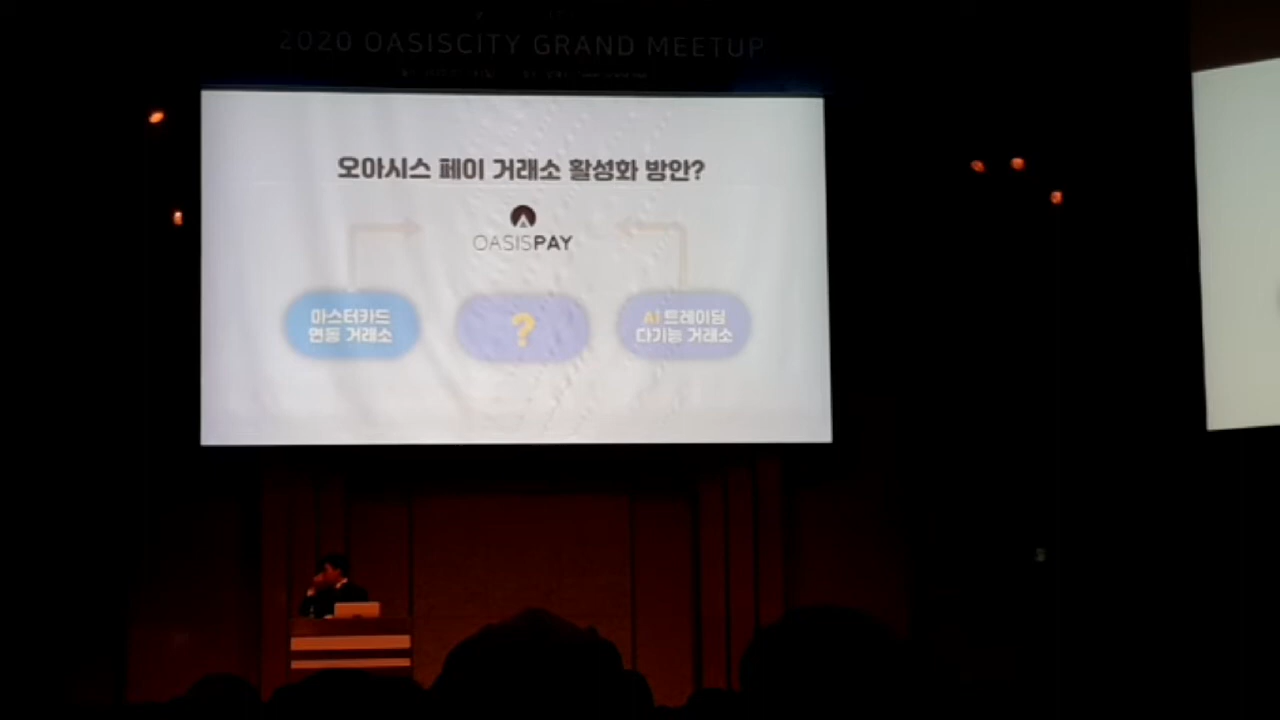 2020 OASISCITY GRAND MEETUP
오아시스 페이 거래소 활성화 방안?
OASISPAY
마스터카드
연동 거래소
?
AI 트레이딩
다기능 거래소